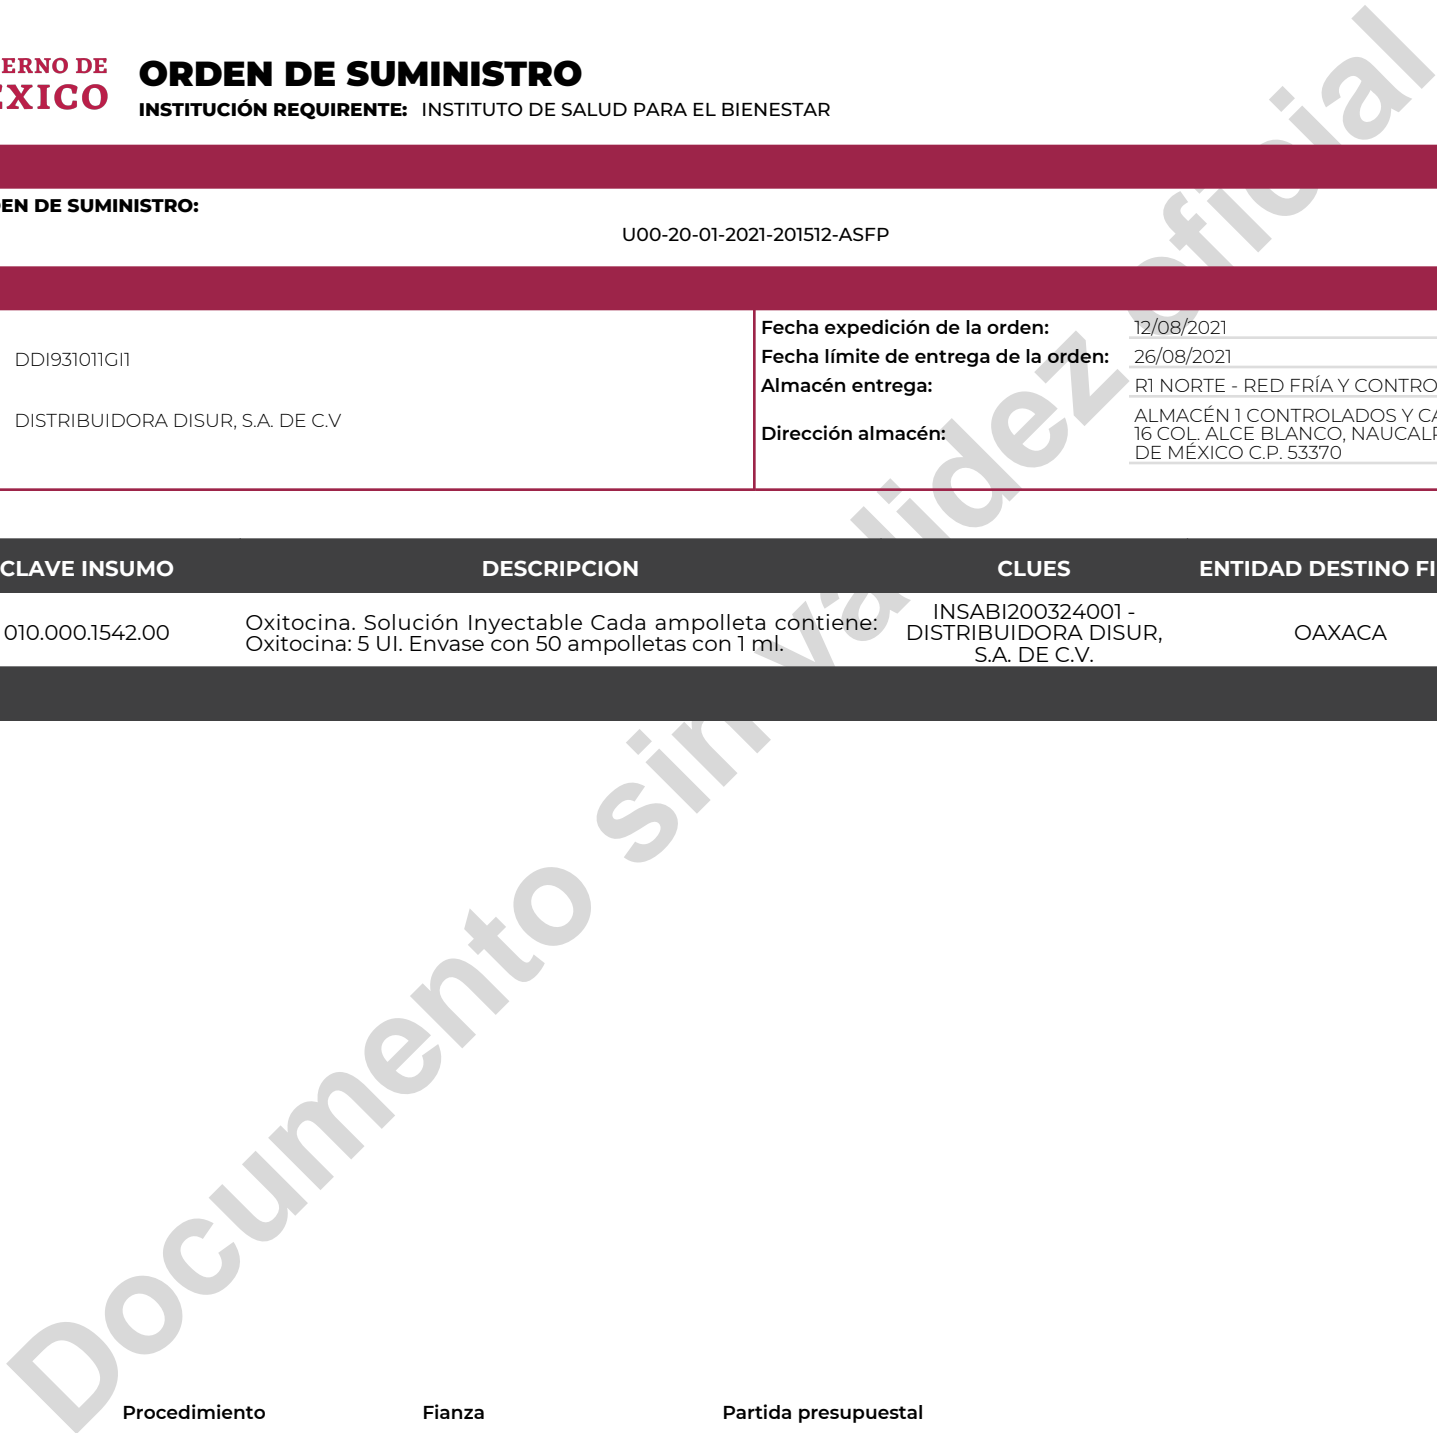 ERNO DE
ÉXICO
ORDEN DE SUMINISTRO
INSTITUCIÓN REQUIRENTE: INSTITUTO DE SALUD PARA EL BIENESTAR
EN DE SUMINISTRO:
U00-20-01-2021-201512-ASFP
DDI931011GI1
DISTRIBUIDORA DISUR, S.A. DE C.V
Fecha expedición de la orden: 12/08/2021
Fecha límite de entrega de la orden: 26/08/2021
Almacén entrega: R1 NORTE - RED FRÍA Y CONTRO
Dirección almacén: ALMACÉN 1 CONTROLADOS Y CA
16 COL. ALCE BLANCO, NAUCALP
DE MÉXICO C.P. 53370
CLAVE INSUMO DESCRIPCION CLUES ENTIDAD DESTINO FI
010.000.1542.00
Oxitocina. Solución Inyectable Cada ampolleta contiene:
Oxitocina: 5 UI. Envase con 50 ampolletas con 1 ml.
INSABI200324001 -
DISTRIBUIDORA DISUR,
S.A. DE C.V.
OAXACA
Documento sin validez oficial
Procedimiento Fianza Partida presupuestal